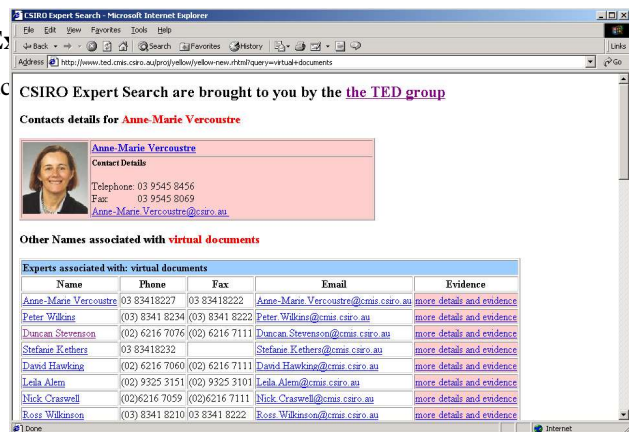 CSIRO Expert Search - Microsoft Internet Explorer
File Edit View Favorites Tools Help
Back Search Favorites History
Links
Address http://www.ted.cmis.csiro.au/proj/yellow/yellow-new.rhtml?query=virtual+documents Go
CSIRO Expert Search are brought to you by the the TED group
Contacts details for Anne-Marie Vercoustre
Anne-Marie Vercoustre
Contact Details
Telephone: 03 9545 8456
Fax: 03 9545 8069
Anne-Marie.Vercoustre@csiro.au
Other Names associated with virtual documents
Experts associated with: virtual documents
Name Phone Fax Email Evidence
Anne-Marie Vercoustre 03 83418227 03 83418222 Anne-Marie.Vercoustre@cmis.csiro.au more details and evidence
Peter Wilkins (03) 8341 8234 (03) 8341 8222 Peter.Wilkins@cmis.csiro.au more details and evidence
Duncan Stevenson (02) 6216 7076 (02) 6216 7111 Duncan.Stevenson@cmis.csiro.au more details and evidence
Stefanie Kethers 03 83418232 Stefanie.Kethers@cmis.csiro.au more details and evidence
David Hawking (02) 6216 7060 (02) 6216 7111 David.Hawking@cmis.csiro.au more details and evidence
Leila Alem (02) 9325 3151 (02) 9325 3101 Leila.Alem@cmis.csiro.au more details and evidence
Nick Craswell (02)6216 7059 (02)6216 7111 Nick.Craswell@cmis.csiro.au more details and evidence
Ross Wilkinson (03) 8341 8210 03 8341 8222 Ross.Wilkinson@cmis.csiro.au more details and evidence
Done Internet